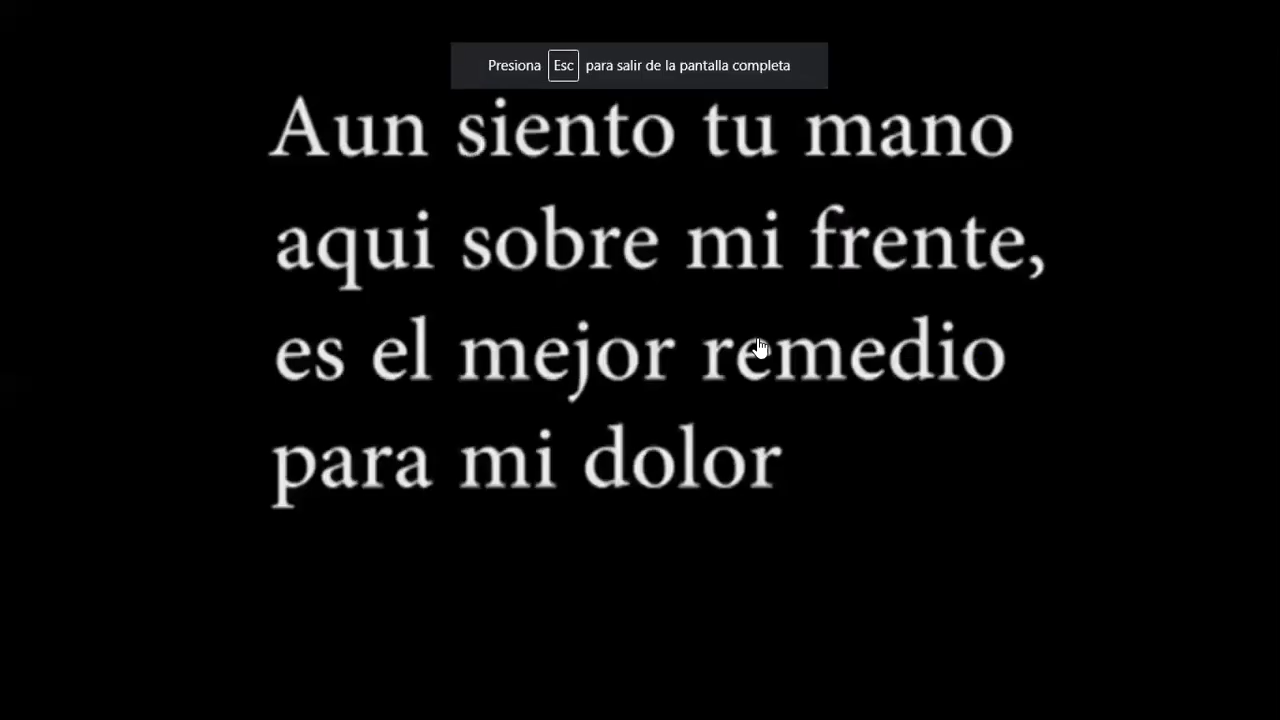 Presiona Esc para salir de la pantalla completa
Aun siento tu mano
aqui sobre mi frente,
es el mejor remedio
para mi dolor